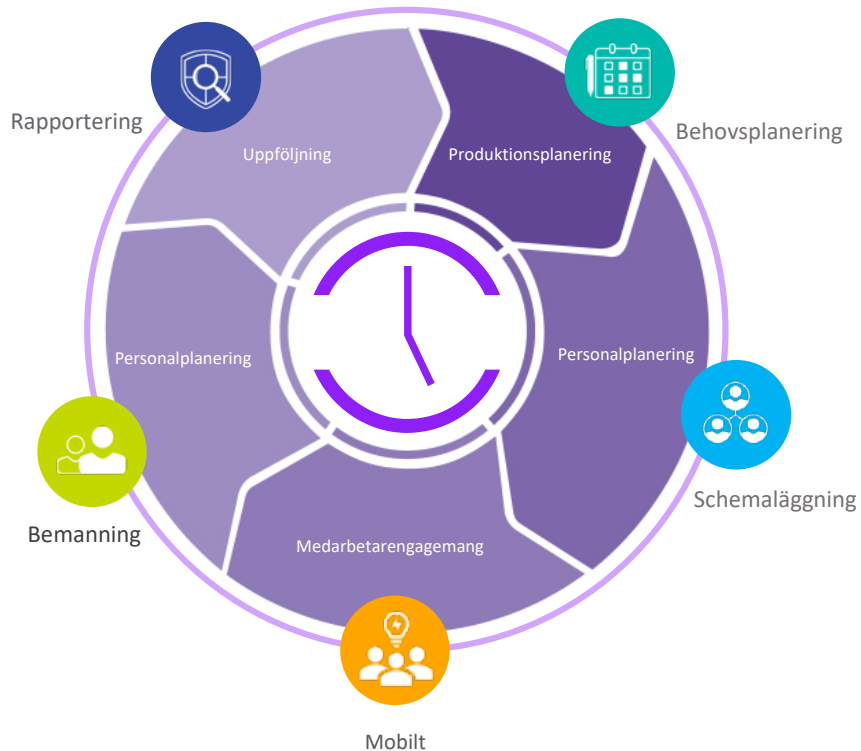 Rapportering
Behovsplanering
Uppföljning
Produktionsplanering
Personalplanering
Personalplanering
Schemaläggning
Bemanning
Medarbetarengagemang
Mobilt